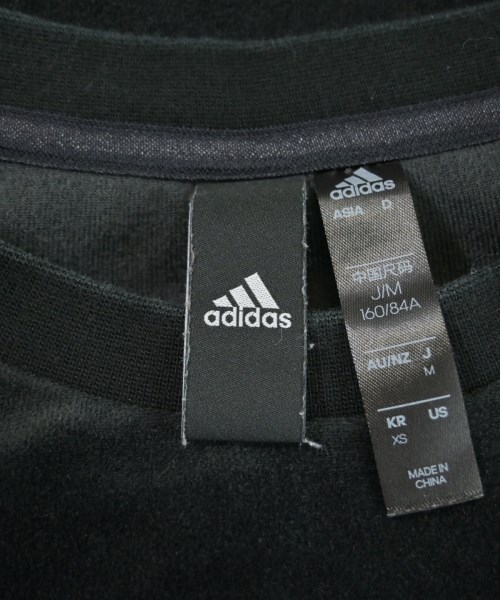 adidas
adidas
ASIA D
中国尺码
J/M
160/84A
AU/NZ J
M
KR US
XS
MADE IN
CHINA